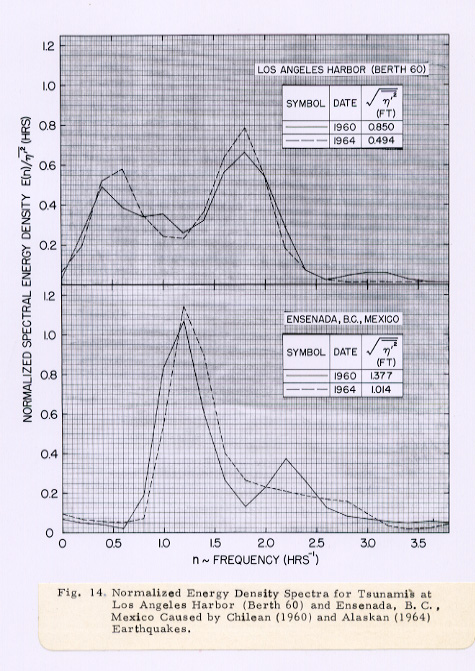 NORMALIZED SPECTRAL ENERGY DENSITY E(n)/η'² (HRS)
1.2
1.0
0.8
0.6
0.4
0.2
LOS ANGELES HARBOR (BERTH 60)
SYMBOL DATE √η'² (FT)
1960 0.850
1964 0.494
1.2
1.0
0.8
0.6
0.4
0.2
0
ENSENADA, B.C., MEXICO
SYMBOL DATE √η'² (FT)
1960 1.377
1964 1.014
0 0.5 1.0 1.5 2.0 2.5 3.0 3.5
n ~ FREQUENCY (HRS⁻¹)
Fig. 14. Normalized Energy Density Spectra for Tsunamis at
Los Angeles Harbor (Berth 60) and Ensenada, B. C.,
Mexico Caused by Chilean (1960) and Alaskan (1964)
Earthquakes.